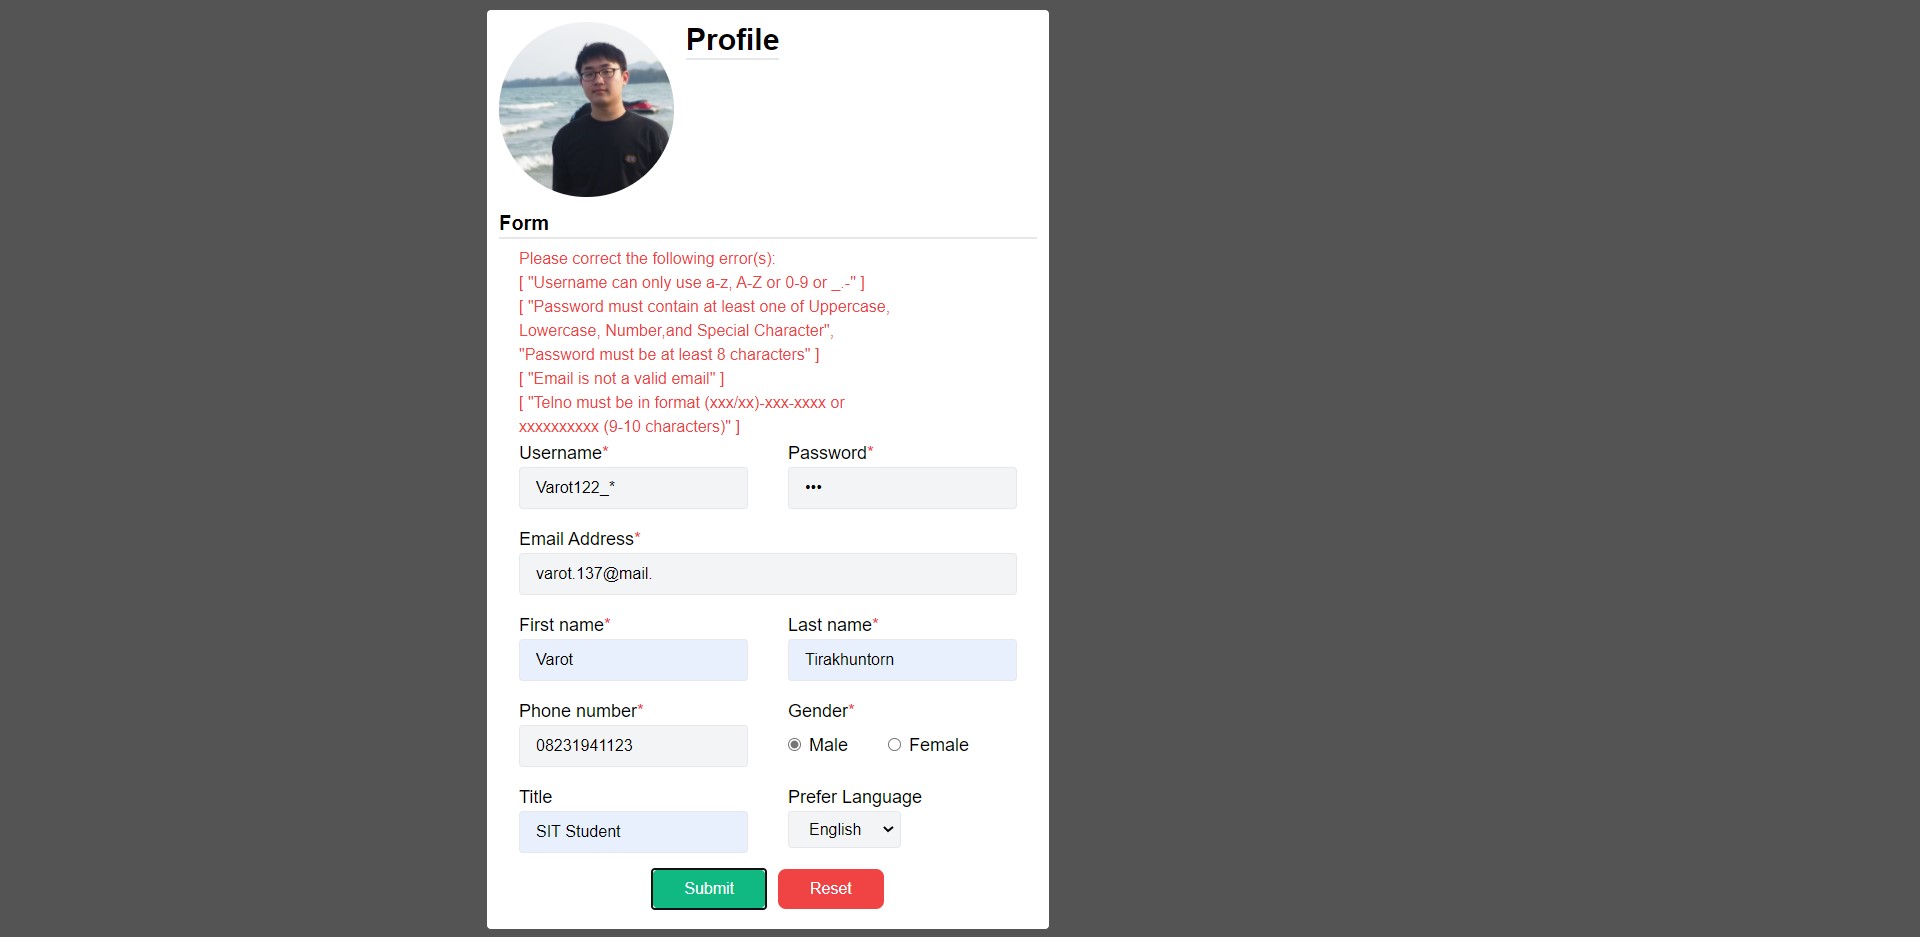 Profile
Form
Please correct the following error(s):
[ "Username can only use a-z, A-Z or 0-9 or _.-" ]
[ "Password must contain at least one of Uppercase,
Lowercase, Number,and Special Character",
"Password must be at least 8 characters" ]
[ "Email is not a valid email" ]
[ "Telno must be in format (xxx/xx)-xxx-xxxx or
xxxxxxxxxx (9-10 characters)" ]
Username* Password*
Varot122_* •••
Email Address*
varot.137@mail.
First name* Last name*
Varot Tirakhuntorn
Phone number* Gender*
08231941123 Male Female
Title Prefer Language
SIT Student English
Submit Reset